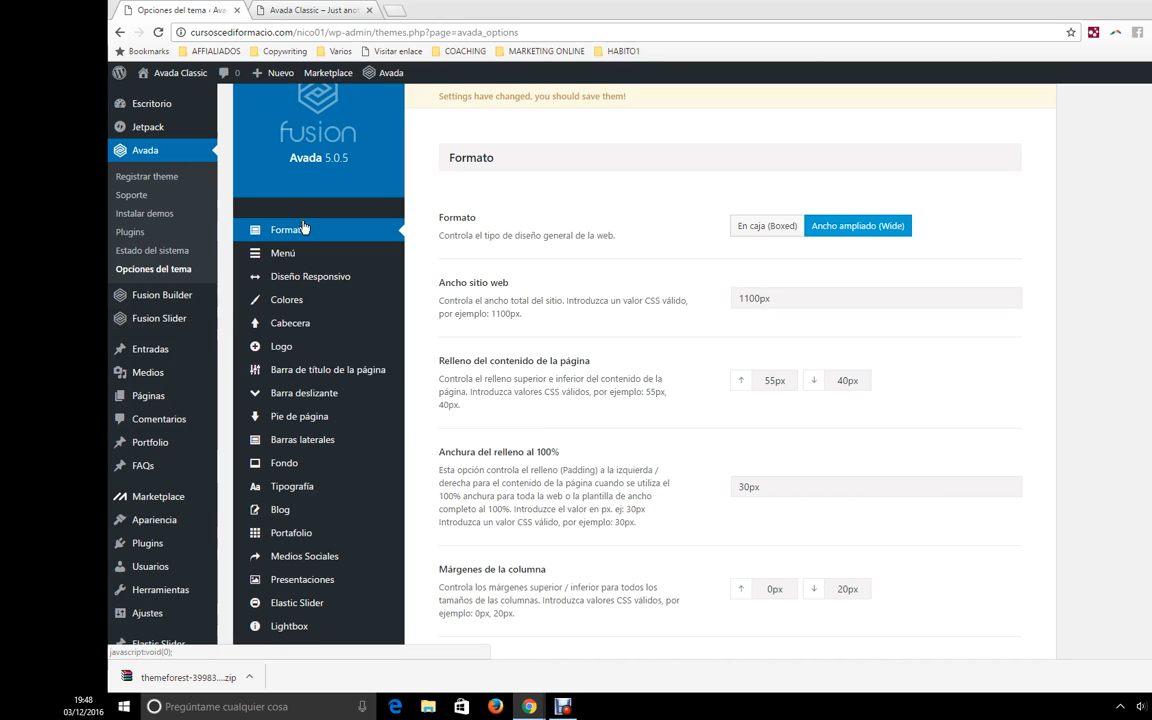 Opciones del tema ‹ Ava
Avada Classic – Just anot
cursoscediformacio.com/nico01/wp-admin/themes.php?page=avada_options
Bookmarks
AFFIALIADOS
Copywriting
Varios
Visitar enlace
COACHING
MARKETING ONLINE
HABITO1
Avada Classic
0
Nuevo
Marketplace
Avada
Escritorio
Jetpack
Avada
Registrar theme
Soporte
Instalar demos
Plugins
Estado del sistema
Opciones del tema
Fusion Builder
Fusion Slider
Entradas
Medios
Páginas
Comentarios
Portfolio
FAQs
Marketplace
Apariencia
Plugins
Usuarios
Herramientas
Ajustes
Elastic Slider
fusion
Avada 5.0.5
Formato
Menú
Diseño Responsivo
Colores
Cabecera
Logo
Barra de título de la página
Barra deslizante
Pie de página
Barras laterales
Fondo
Tipografía
Blog
Portafolio
Medios Sociales
Presentaciones
Elastic Slider
Lightbox
Settings have changed, you should save them!
Formato
Formato
Controla el tipo de diseño general de la web.
En caja (Boxed)
Ancho ampliado (Wide)
Ancho sitio web
Controla el ancho total del sitio. Introduzca un valor CSS válido,
por ejemplo: 1100px.
1100px
Relleno del contenido de la página
Controla el relleno superior e inferior del contenido de la
página. Introduzca valores CSS válidos, por ejemplo: 55px,
40px.
55px
40px
Anchura del relleno al 100%
Esta opción controla el relleno (Padding) a la izquierda /
derecha para el contenido de la página cuando se utiliza el
100% anchura para toda la web o la plantilla de ancho
completo al 100%. Introduzce el valor en px. ej: 30px
Introduzca un valor CSS válido, por ejemplo: 30px.
30px
Márgenes de la columna
Controla los márgenes superior / inferior para todos los
tamaños de las columnas. Introduzca valores CSS válidos, por
ejemplo: 0px, 20px.
0px
20px
javascript:void(0);
themeforest-39983....zip
19:48
03/12/2016
Pregúntame cualquier cosa